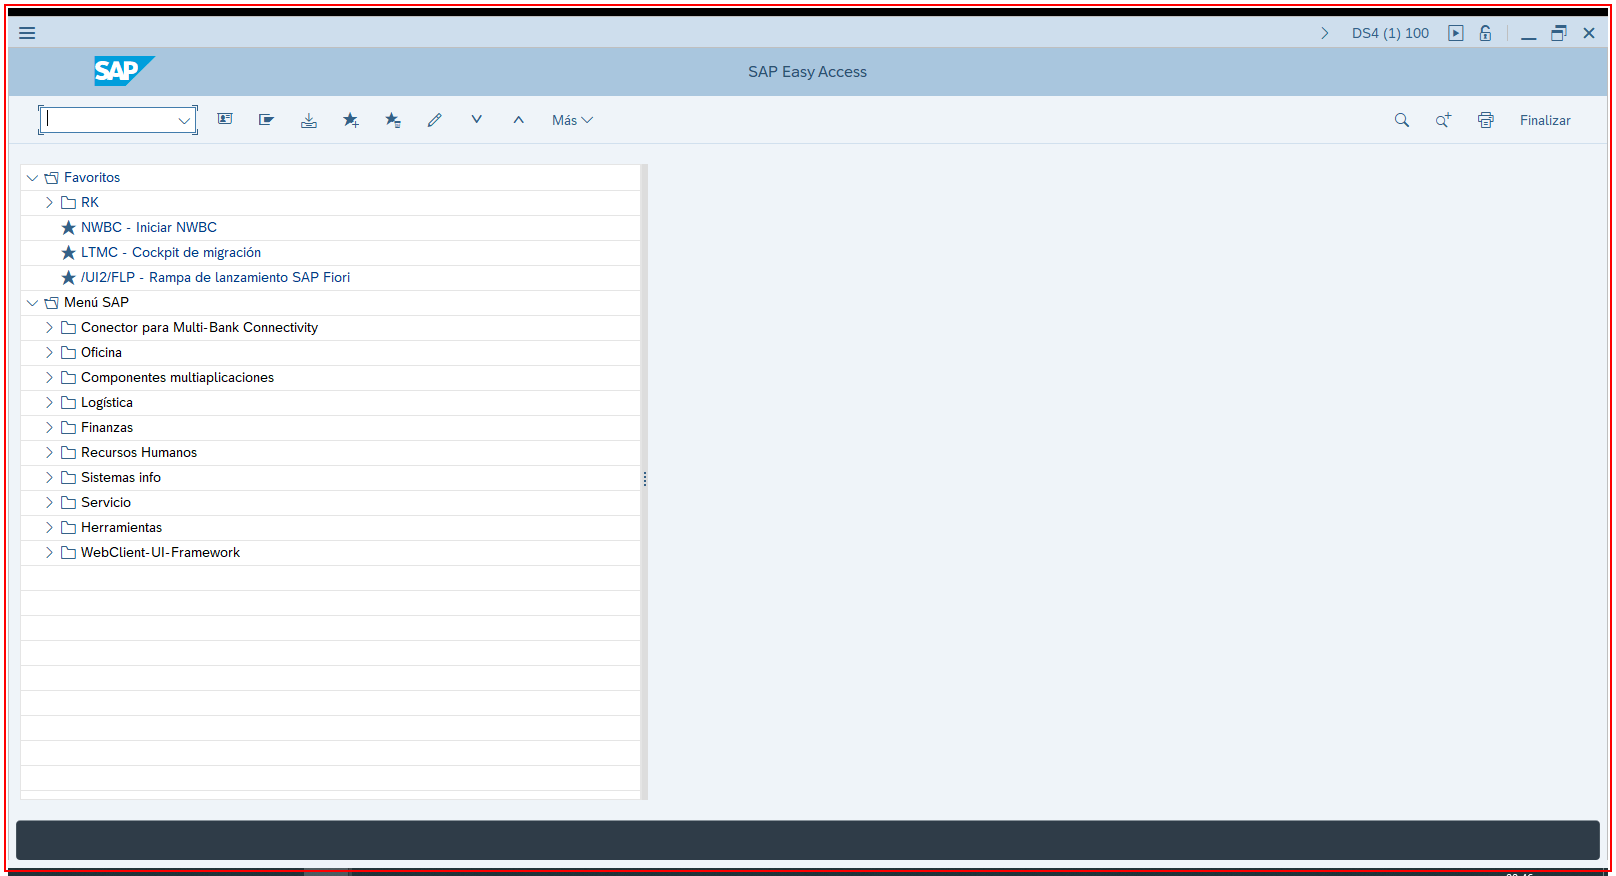 DS4 (1) 100
SAP
SAP Easy Access
Más
Finalizar
Favoritos
RK
NWBC - Iniciar NWBC
LTMC - Cockpit de migración
/UI2/FLP - Rampa de lanzamiento SAP Fiori
Menú SAP
Conector para Multi-Bank Connectivity
Oficina
Componentes multiaplicaciones
Logística
Finanzas
Recursos Humanos
Sistemas info
Servicio
Herramientas
WebClient-UI-Framework